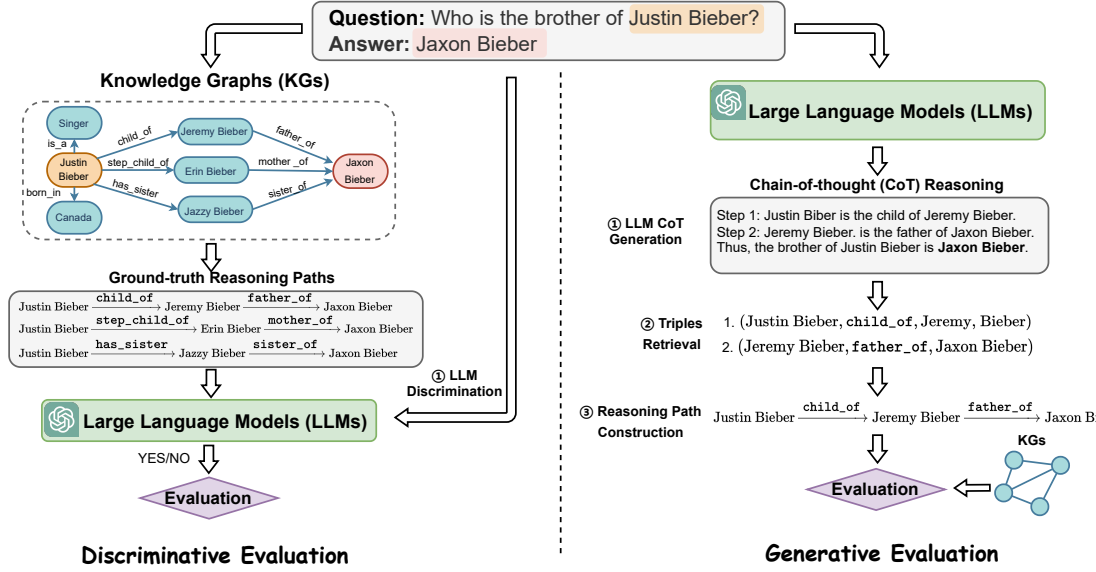 Question: Who is the brother of Justin Bieber?
Answer: Jaxon Bieber
Knowledge Graphs (KGs)
Singer
is_a
Justin
Bieber
born_in
Canada
child_of
step_child_of
has_sister
Jeremy Bieber
Erin Bieber
Jazzy Bieber
father_of
mother _of
sister_of
Jaxon
Bieber
Ground-truth Reasoning Paths
Justin Bieber child_of Jeremy Bieber father_of Jaxon Bieber
Justin Bieber step_child_of Erin Bieber mother_of Jaxon Bieber
Justin Bieber has_sister Jazzy Bieber sister_of Jaxon Bieber
① LLM
Discrimination
Large Language Models (LLMs)
YES/NO
Evaluation
Discriminative Evaluation
Large Language Models (LLMs)
Chain-of-thought (CoT) Reasoning
① LLM CoT
Generation
Step 1: Justin Biber is the child of Jeremy Bieber.
Step 2: Jeremy Bieber. is the father of Jaxon Bieber.
Thus, the brother of Justin Bieber is Jaxon Bieber.
② Triples
Retrieval
1. (Justin Bieber, child_of, Jeremy, Bieber)
2. (Jeremy Bieber, father_of, Jaxon Bieber)
③ Reasoning Path
Construction
Justin Bieber child_of Jeremy Bieber father_of Jaxon Bi
KGs
Evaluation
Generative Evaluation